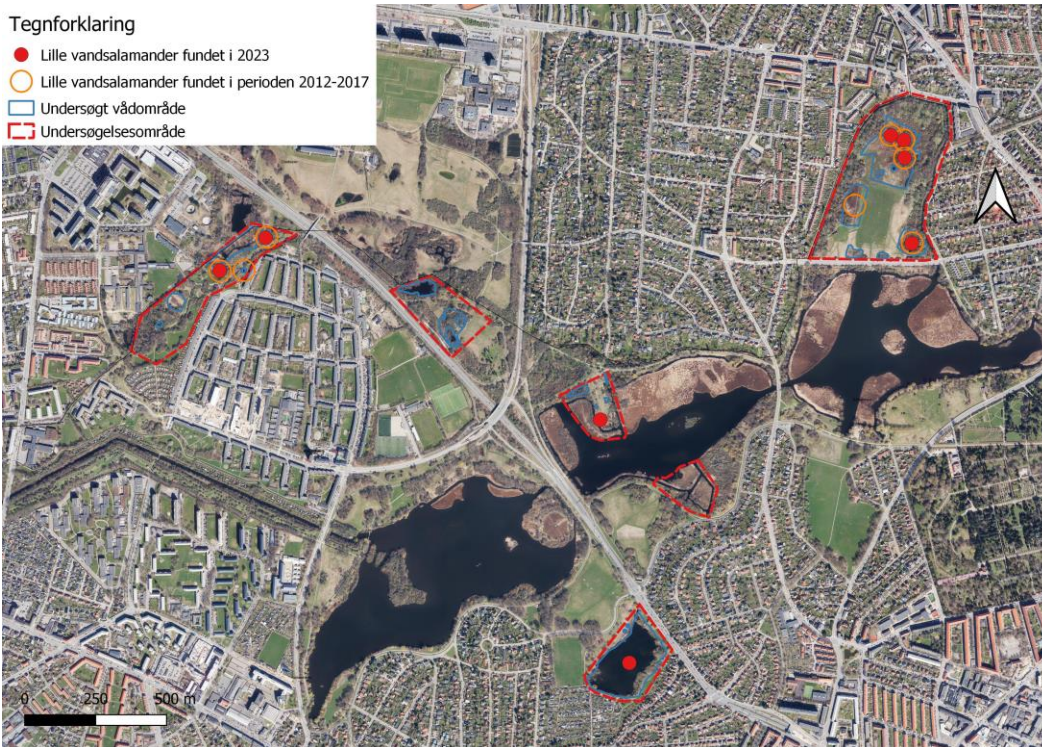 Tegnforklaring
Lille vandsalamander fundet i 2023
Lille vandsalamander fundet i perioden 2012-2017
Undersøgt vådområde
Undersøgelsesområde
0 250 500 m